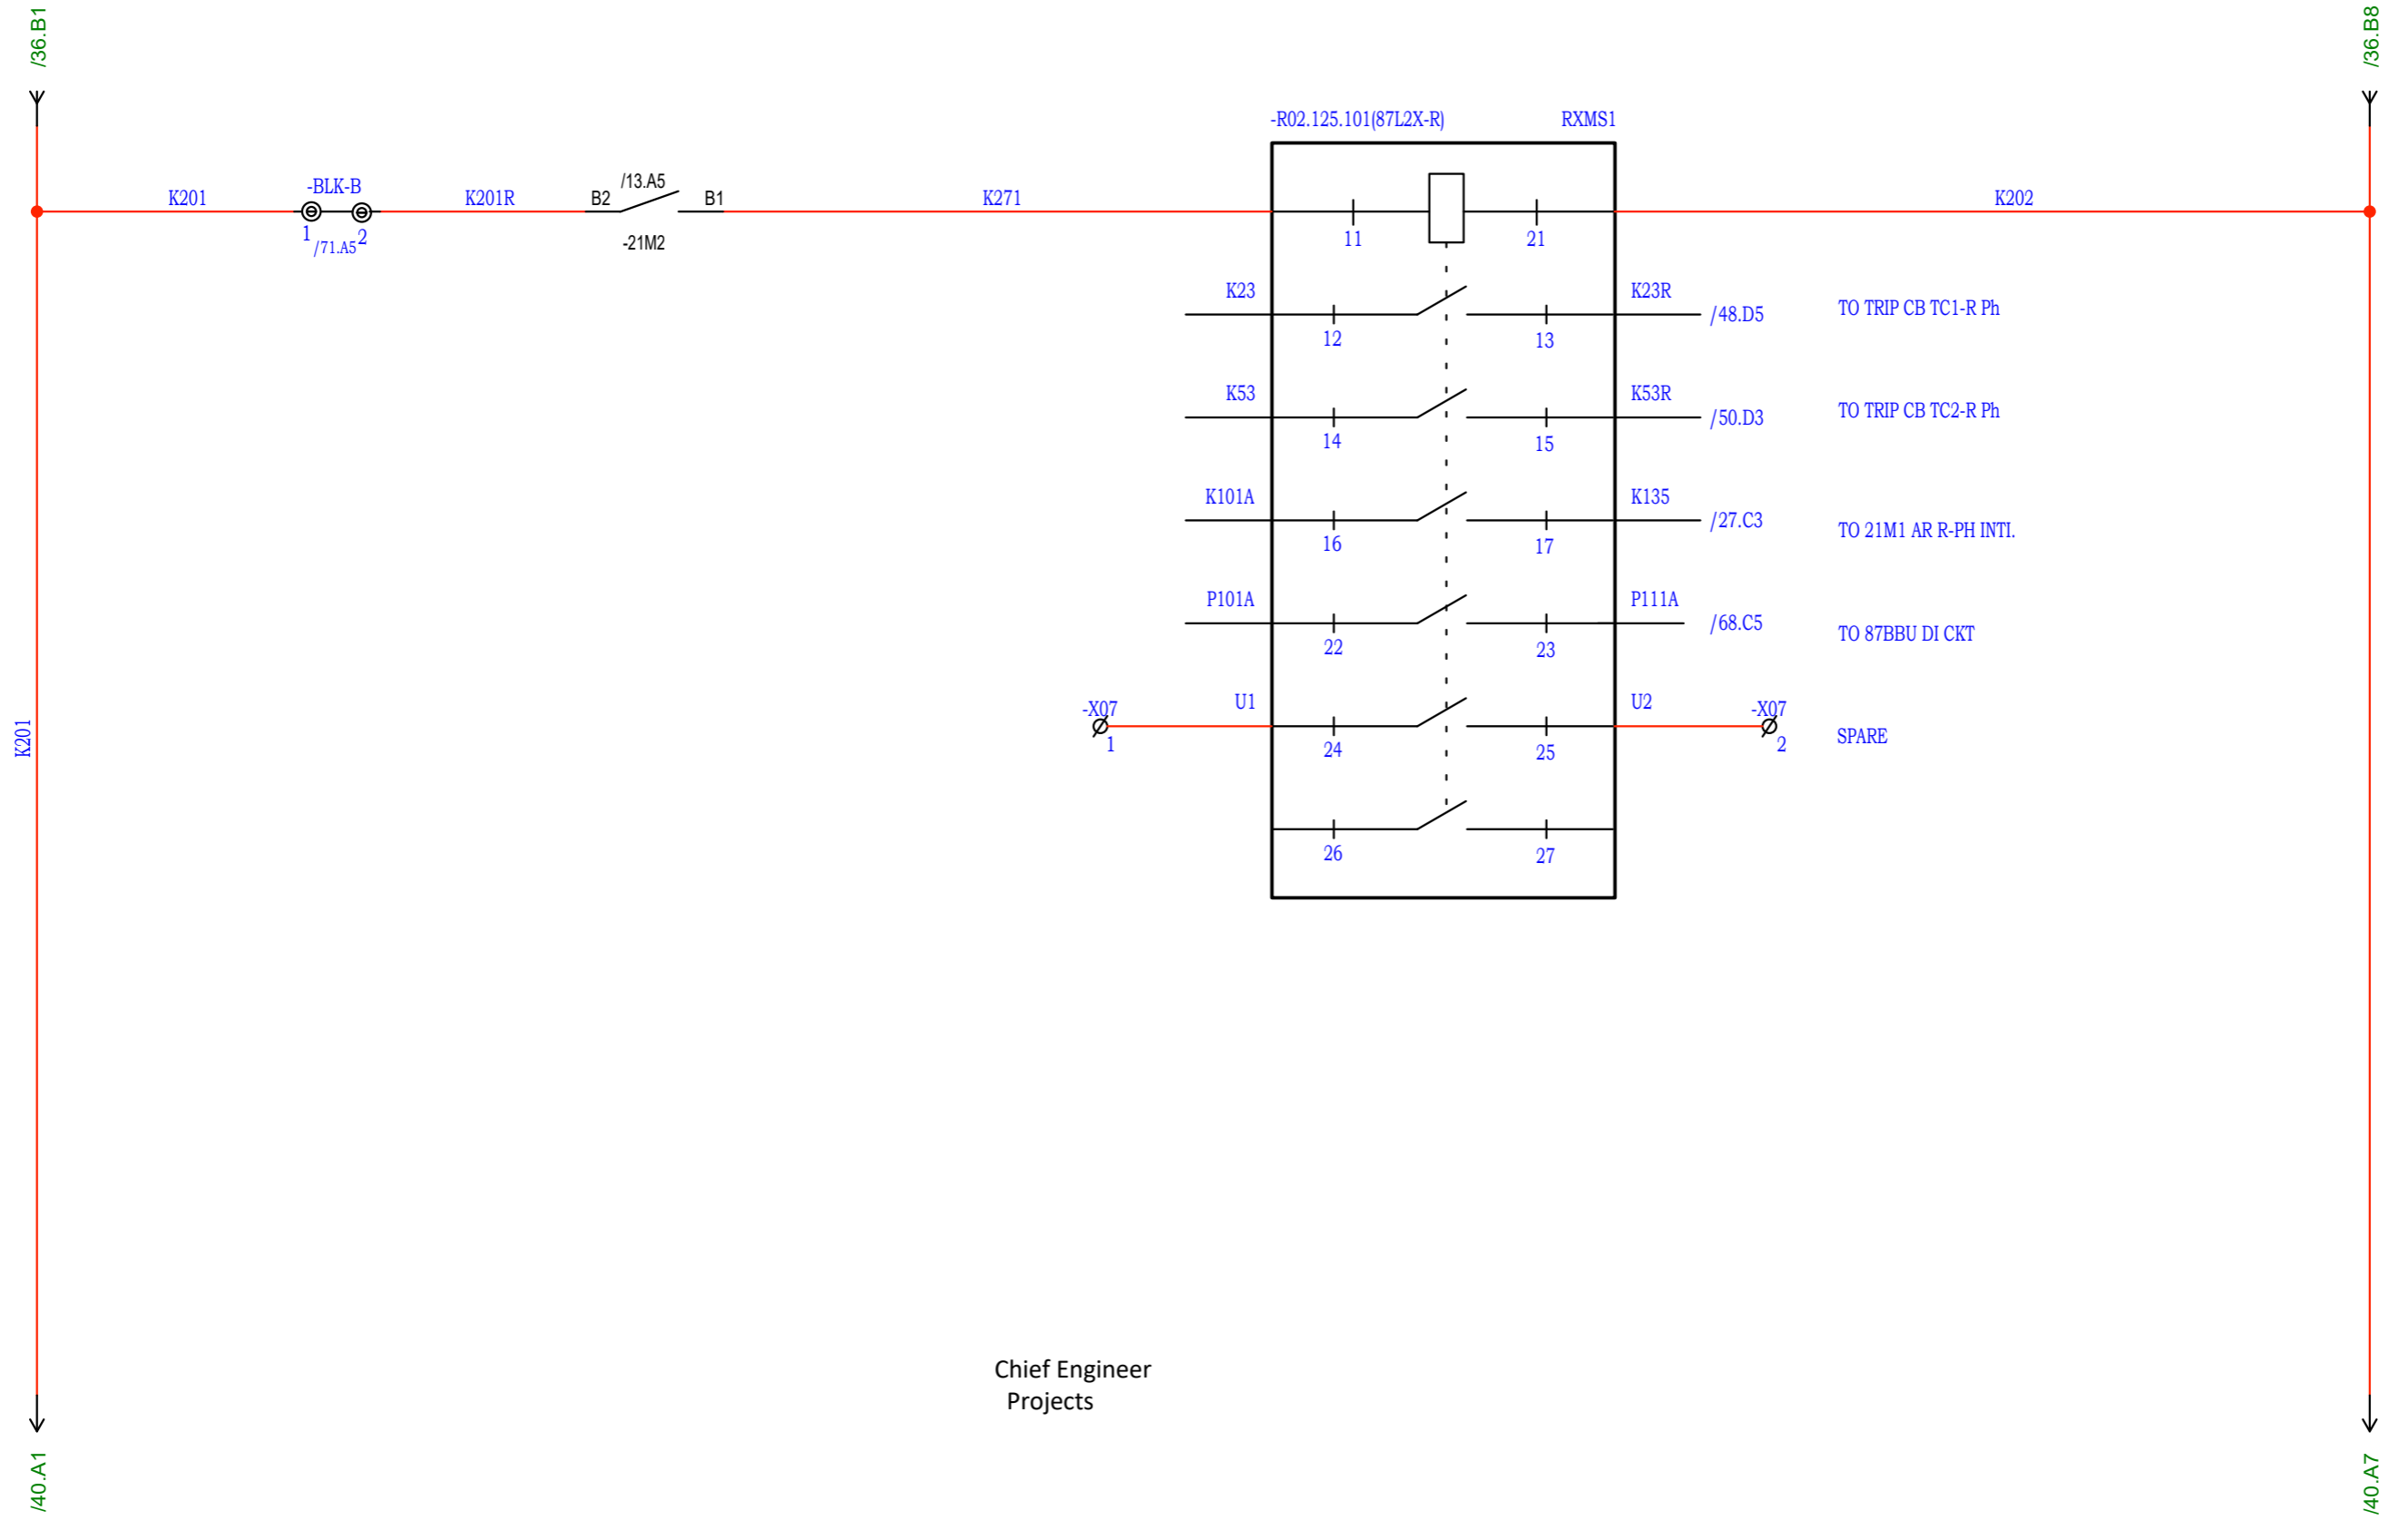 /36.B1
/36.B8
-R02.125.101(87L2X-R)
RXMS1
K201
-BLK-B
1
/71.A5
2
K201R
B2
/13.A5
B1
-21M2
K271
11
21
K202
K23
12
13
K23R
/48.D5
TO TRIP CB TC1-R Ph
K53
14
15
K53R
/50.D3
TO TRIP CB TC2-R Ph
K101A
16
17
K135
/27.C3
TO 21M1 AR R-PH INTI.
P101A
22
23
P111A
/68.C5
TO 87BBU DI CKT
-X07
1
U1
24
25
U2
-X07
2
SPARE
K201
26
27
Chief Engineer
Projects
/40.A1
/40.A7